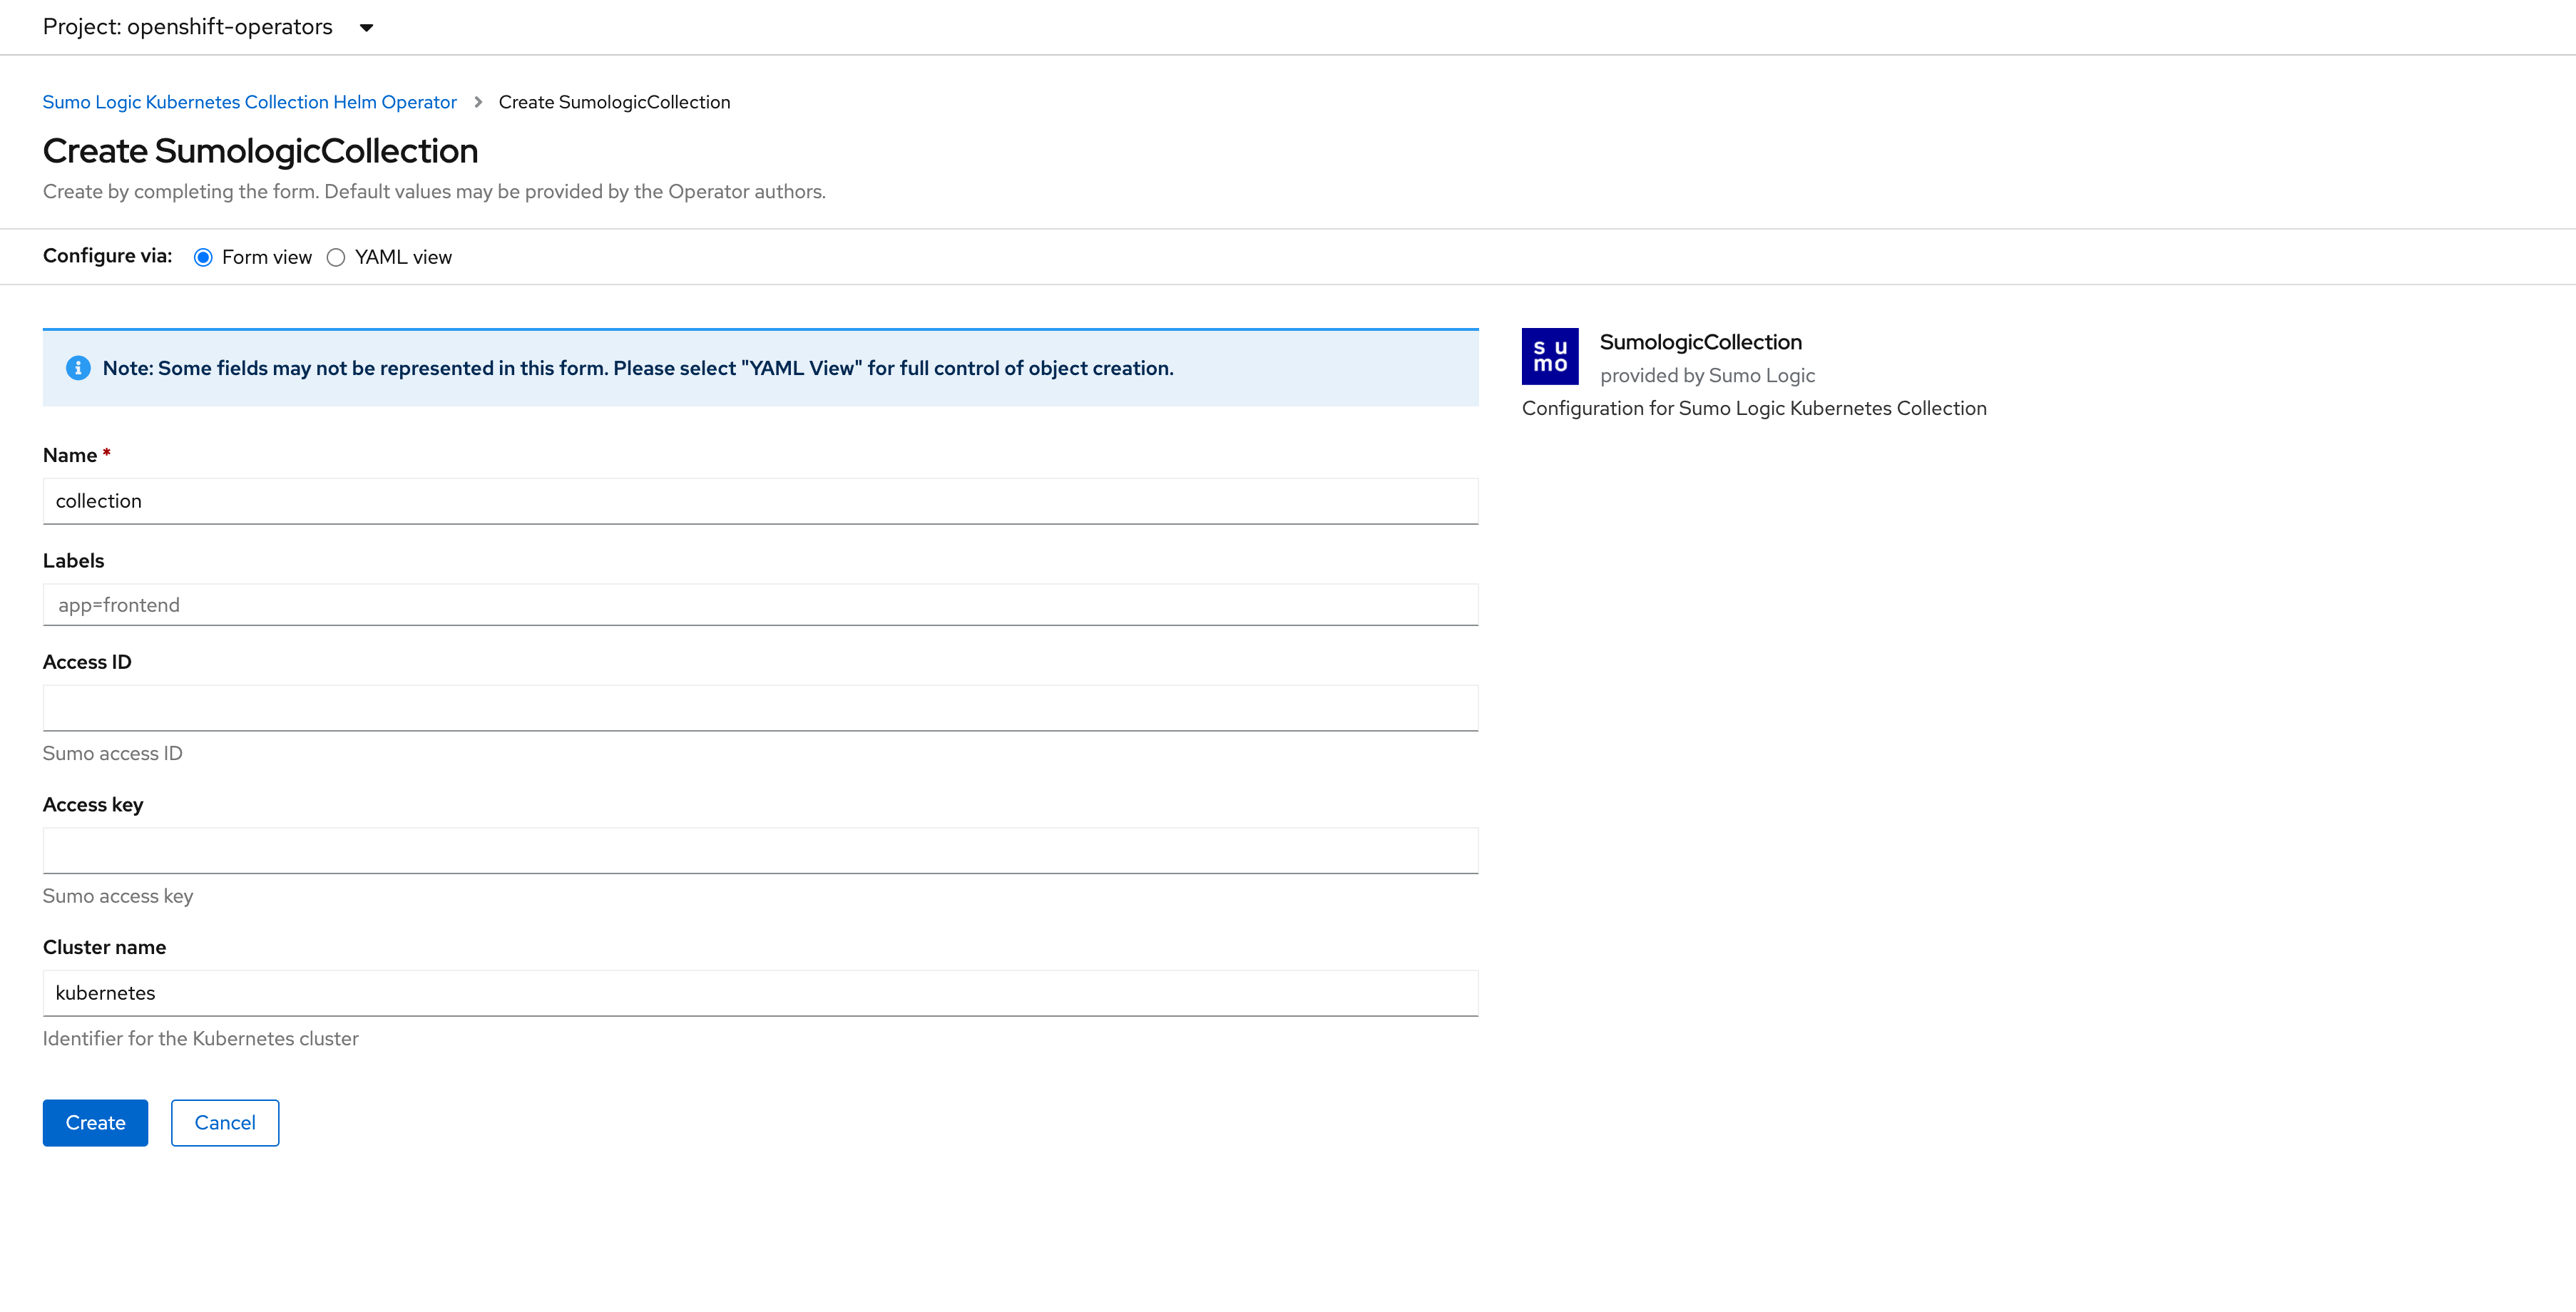 Project: openshift-operators
Sumo Logic Kubernetes Collection Helm Operator > Create SumologicCollection
Create SumologicCollection
Create by completing the form. Default values may be provided by the Operator authors.
Configure via: Form view YAML view
Note: Some fields may not be represented in this form. Please select "YAML View" for full control of object creation.
Name *
collection
Labels
app=frontend
Access ID
Sumo access ID
Access key
Sumo access key
Cluster name
kubernetes
Identifier for the Kubernetes cluster
Create Cancel
su
mo
SumologicCollection
provided by Sumo Logic
Configuration for Sumo Logic Kubernetes Collection